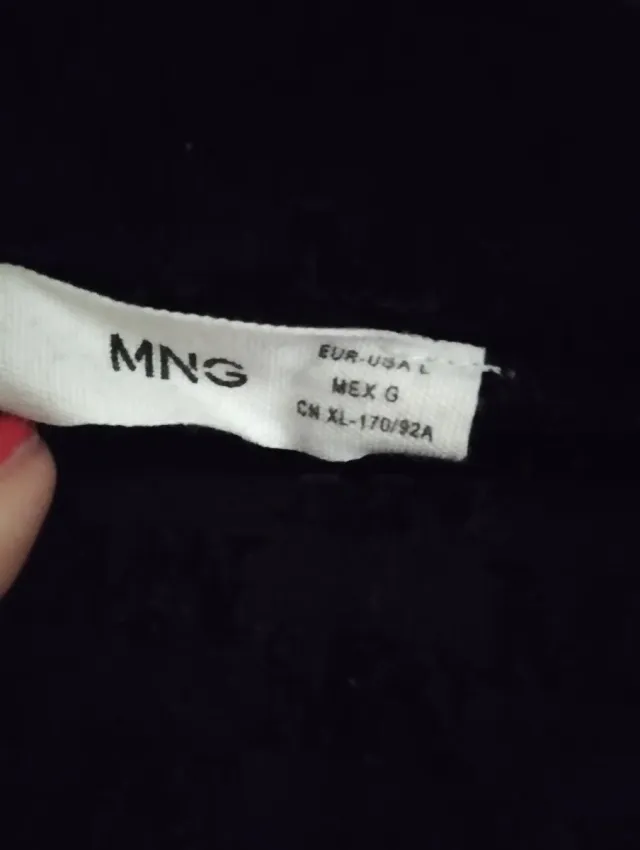 MNG
EUR-USA L
MEX G
CN XL-170/92A